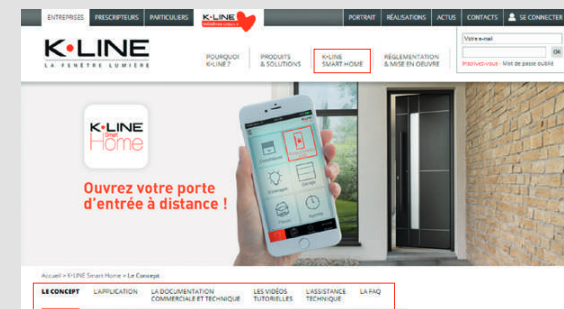 ENTREPRISES PRESCRIPTEURS PARTICULIERS K•LINE PORTRAIT RÉALISATIONS ACTUS CONTACTS SE CONNECTER
K•LINE
LA FENÊTRE LUMIÈRE
POURQUOI
K•LINE ?
PRODUITS
& SOLUTIONS
K•LINE
SMART HOME
RÉGLEMENTATION
& MISE EN OEUVRE
Votre e-mail
OK
Inscrivez-vous - Mot de passe oublié
K•LINE
Smart
Home
Ouvrez votre porte
d'entrée à distance !
Eclairages
Garage
Accueil > K•LINE Smart Home > Le Concept
LE CONCEPT
L'APPLICATION
LA DOCUMENTATION
COMMERCIALE ET TECHNIQUE
LES VIDÉOS
TUTORIELLES
L'ASSISTANCE
TECHNIQUE
LA FAQ